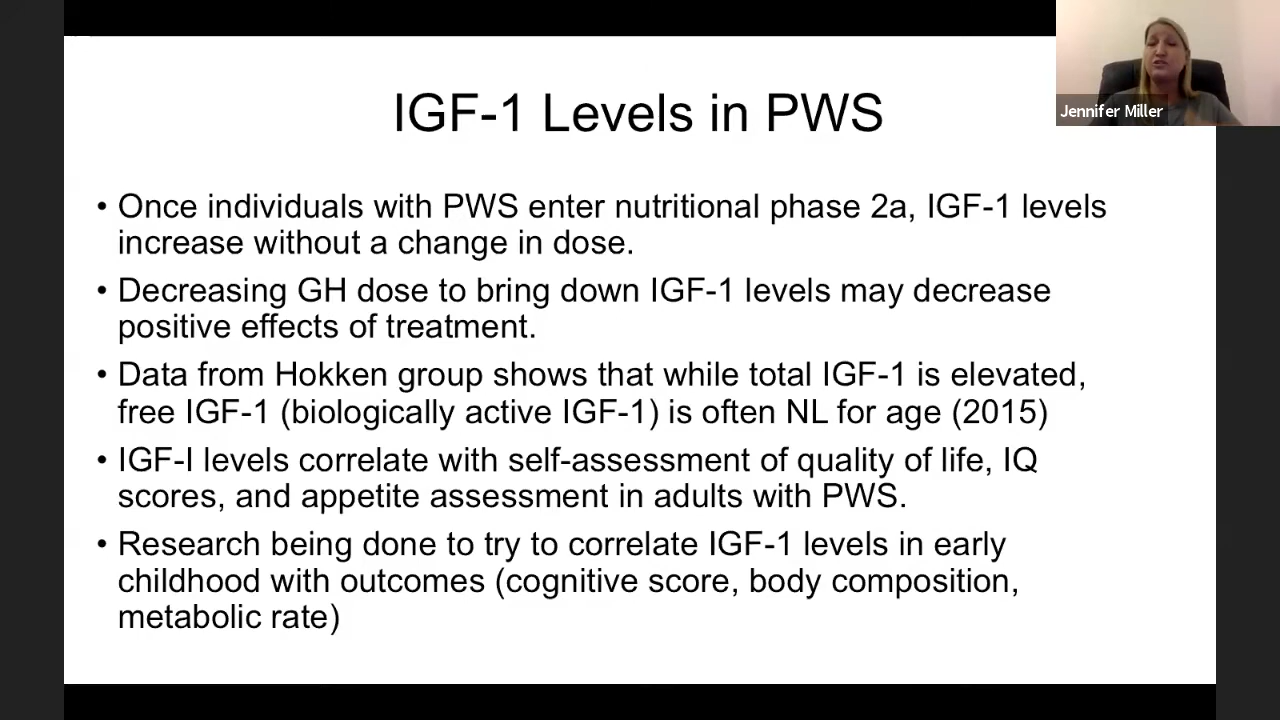 IGF-1 Levels in PWS
Jennifer Miller
• Once individuals with PWS enter nutritional phase 2a, IGF-1 levels
increase without a change in dose.
• Decreasing GH dose to bring down IGF-1 levels may decrease
positive effects of treatment.
• Data from Hokken group shows that while total IGF-1 is elevated,
free IGF-1 (biologically active IGF-1) is often NL for age (2015)
• IGF-I levels correlate with self-assessment of quality of life, IQ
scores, and appetite assessment in adults with PWS.
• Research being done to try to correlate IGF-1 levels in early
childhood with outcomes (cognitive score, body composition,
metabolic rate)